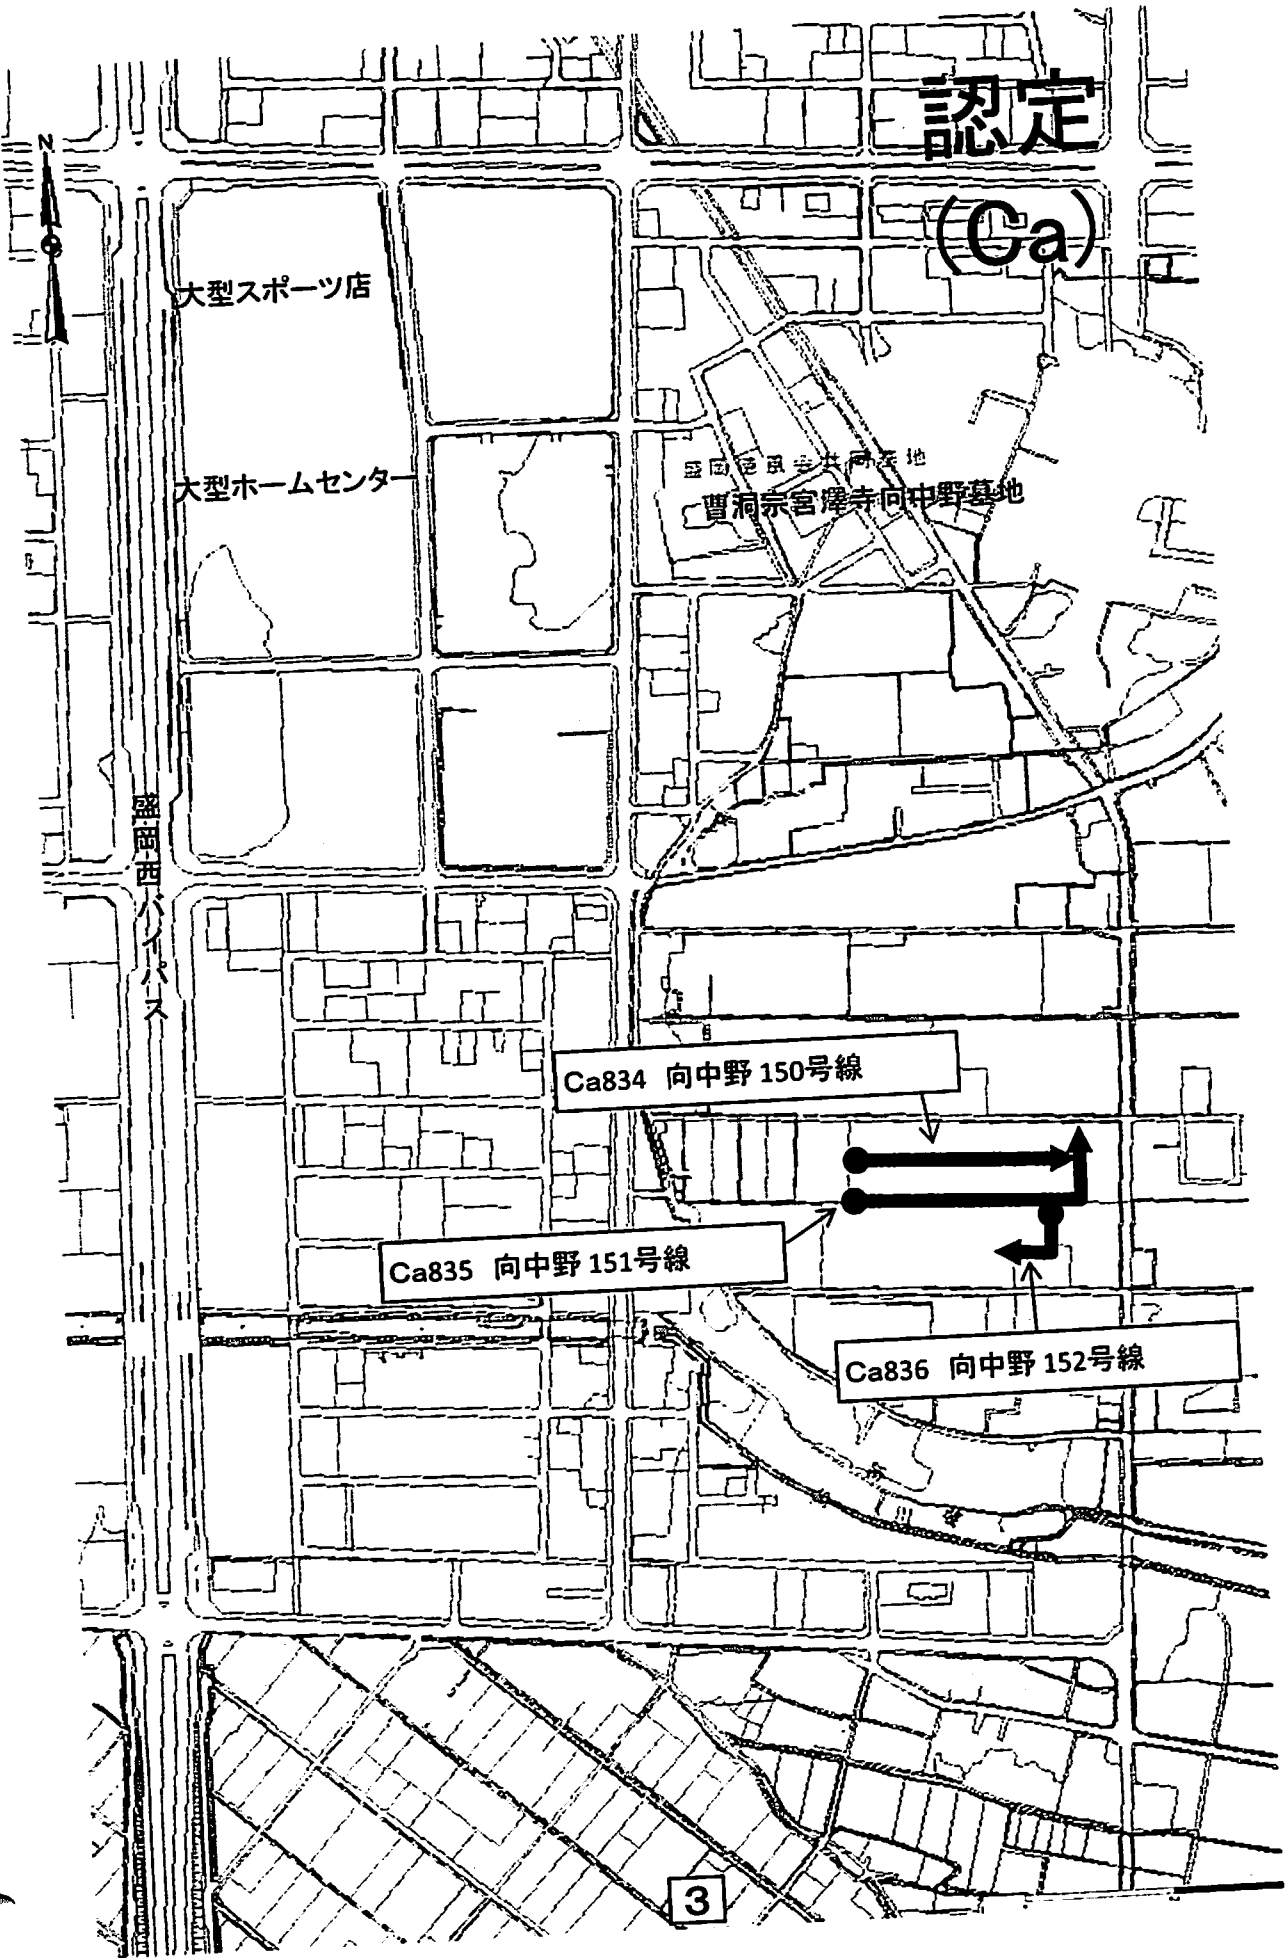 認定
N
(Ca)
大型スポーツ店
大型ホームセンター
曹洞宗宮澤寺向中野墓地
盛岡西バイパス
Ca834 向中野 150号線
Ca835 向中野 151号線
Ca836 向中野 152号線
3